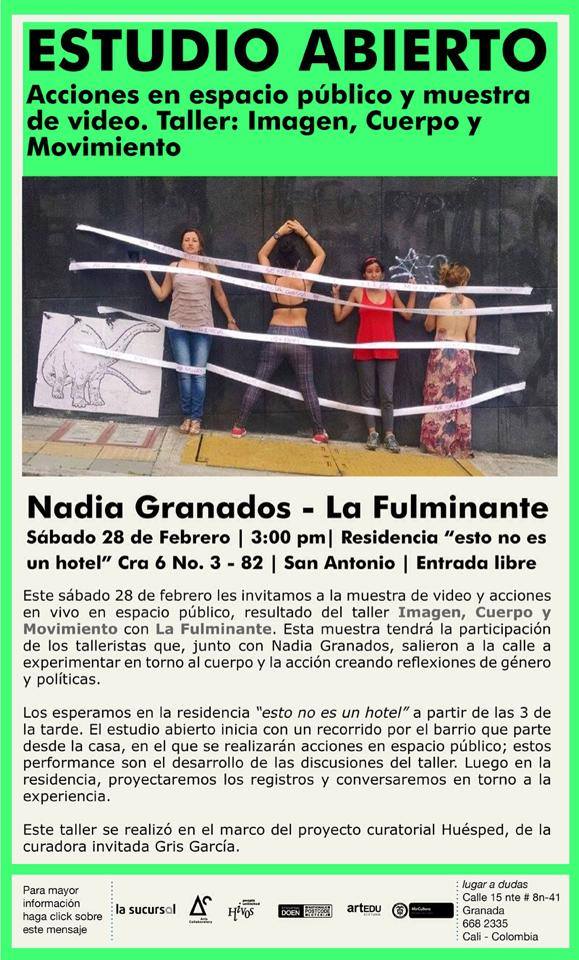 ESTUDIO ABIERTO
Acciones en espacio público y muestra
de video. Taller: Imagen, Cuerpo y
Movimiento
Nadia Granados - La Fulminante
Sábado 28 de Febrero | 3:00 pm| Residencia “esto no es
un hotel” Cra 6 No. 3 - 82 | San Antonio | Entrada libre
Este sábado 28 de febrero les invitamos a la muestra de video y acciones
en vivo en espacio público, resultado del taller Imagen, Cuerpo y
Movimiento con La Fulminante. Esta muestra tendrá la participación
de los talleristas que, junto con Nadia Granados, salieron a la calle a
experimentar en torno al cuerpo y la acción creando reflexiones de género
y políticas.
Los esperamos en la residencia “esto no es un hotel” a partir de las 3 de
la tarde. El estudio abierto inicia con un recorrido por el barrio que parte
desde la casa, en el que se realizarán acciones en espacio público; estos
performance son el desarrollo de las discusiones del taller. Luego en la
residencia, proyectaremos los registros y conversaremos en torno a la
experiencia.
Este taller se realizó en el marco del proyecto curatorial Huésped, de la
curadora invitada Gris García.
Para mayor
información
haga click sobre
este mensaje
la sucursal
Arts
Collaboratory
people
unlimited
Hivos
DOEN
POSTCODE
artEDU
MinCultura
lugar a dudas
Calle 15 nte # 8n-41
Granada
668 2335
Cali - Colombia